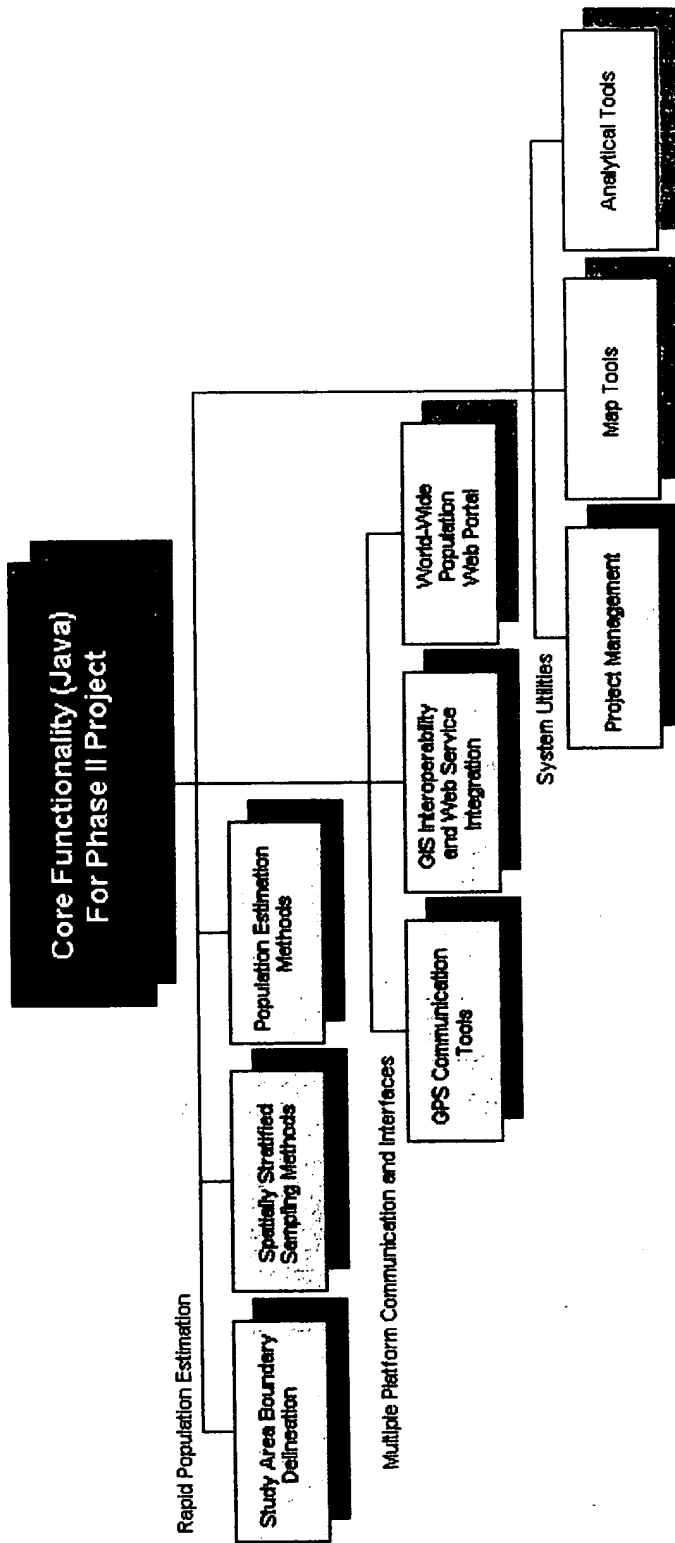 Core Functionality (Java)
For Phase II Project
Rapid Population Estimation
Study Area Boundary
Delineation
Spatially Stratified
Sampling Methods
Population Estimation
Methods
Multiple Platform Communication and Interfaces
GPS Communication
Tools
GIS Interoperability
and Web Service
Integration
World-Wide
Population
Web Portal
System Utilities
Project Management
Map Tools
Analytical Tools